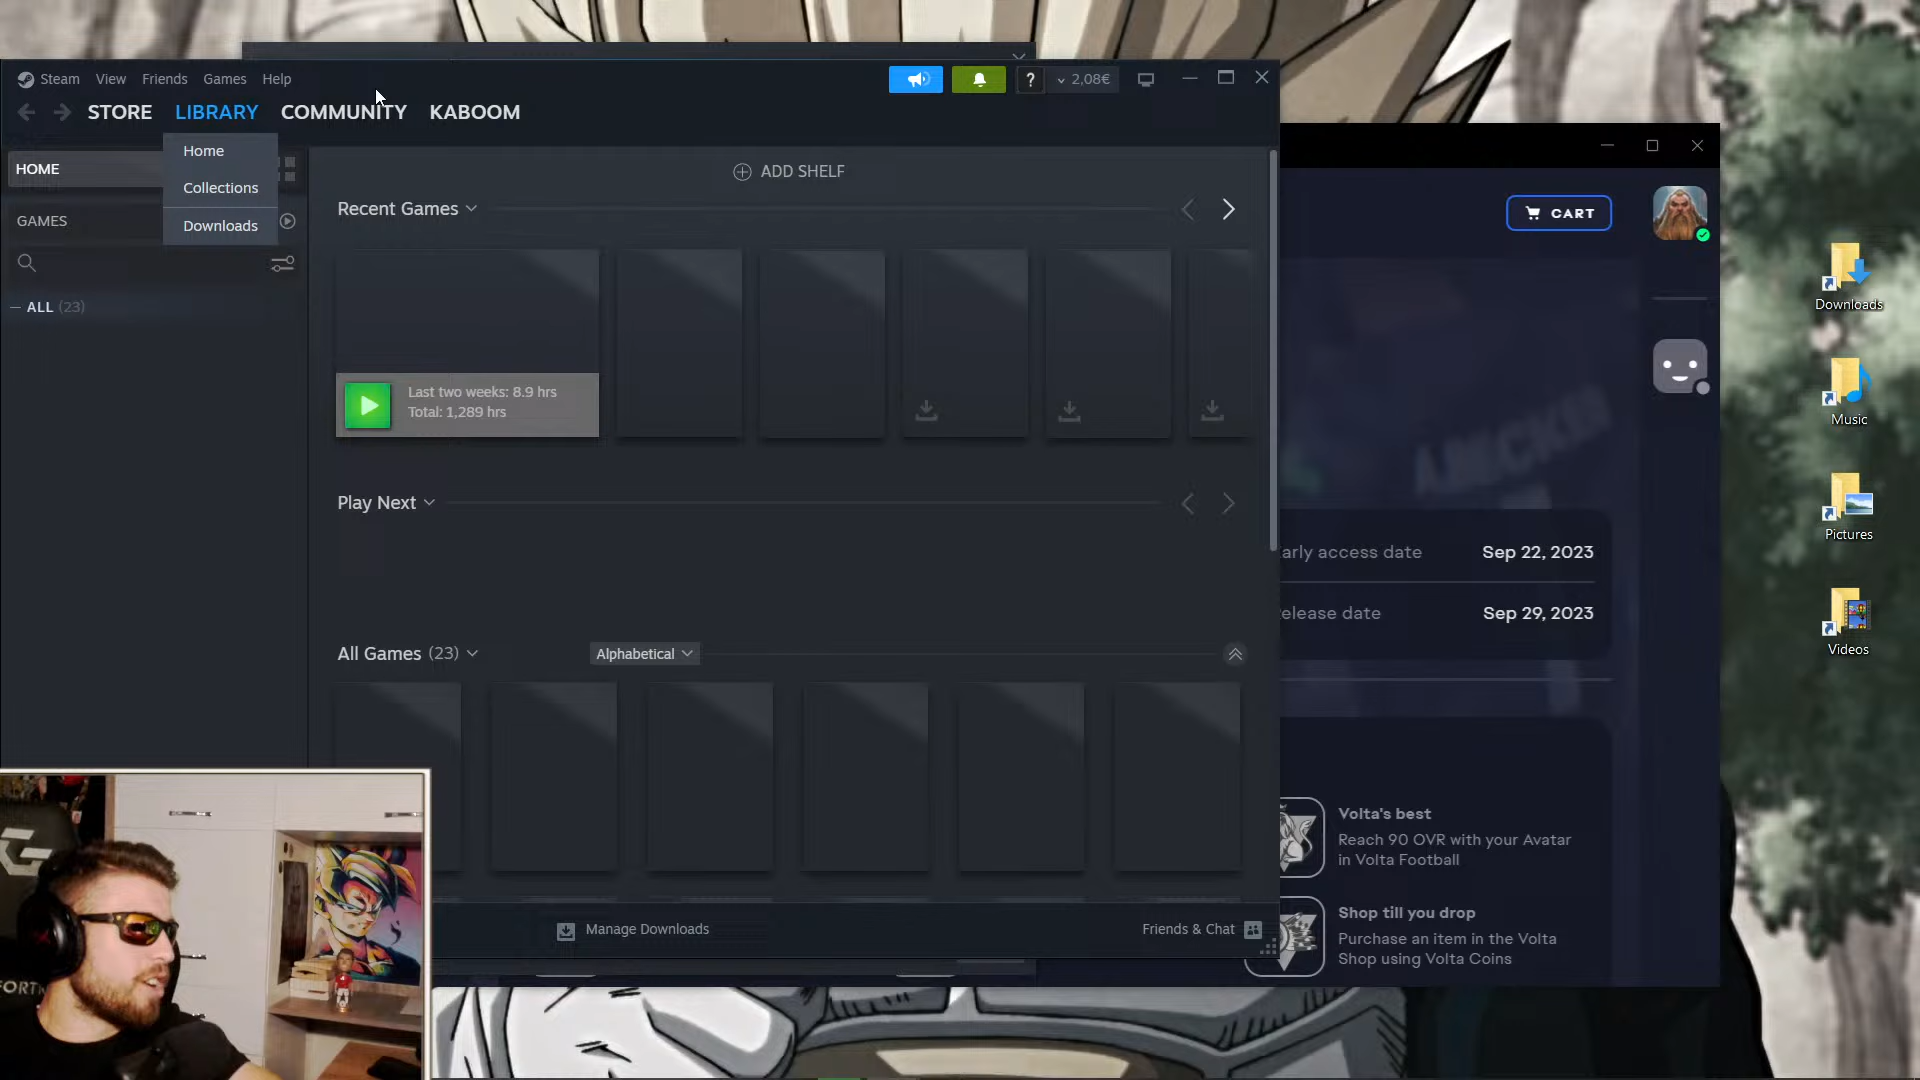 Steam View Friends Games Help
? 2,08€
STORE LIBRARY COMMUNITY KABOOM
Home
Collections
Downloads
HOME
GAMES
ALL (23)
ADD SHELF
Recent Games
Last two weeks: 8.9 hrs
Total: 1,289 hrs
Play Next
All Games (23)
Alphabetical
Manage Downloads
Friends & Chat
CART
arly access date Sep 22, 2023
elease date Sep 29, 2023
Volta's best
Reach 90 OVR with your Avatar
in Volta Football
Shop till you drop
Purchase an item in the Volta
Shop using Volta Coins
Downloads
Music
Pictures
Videos